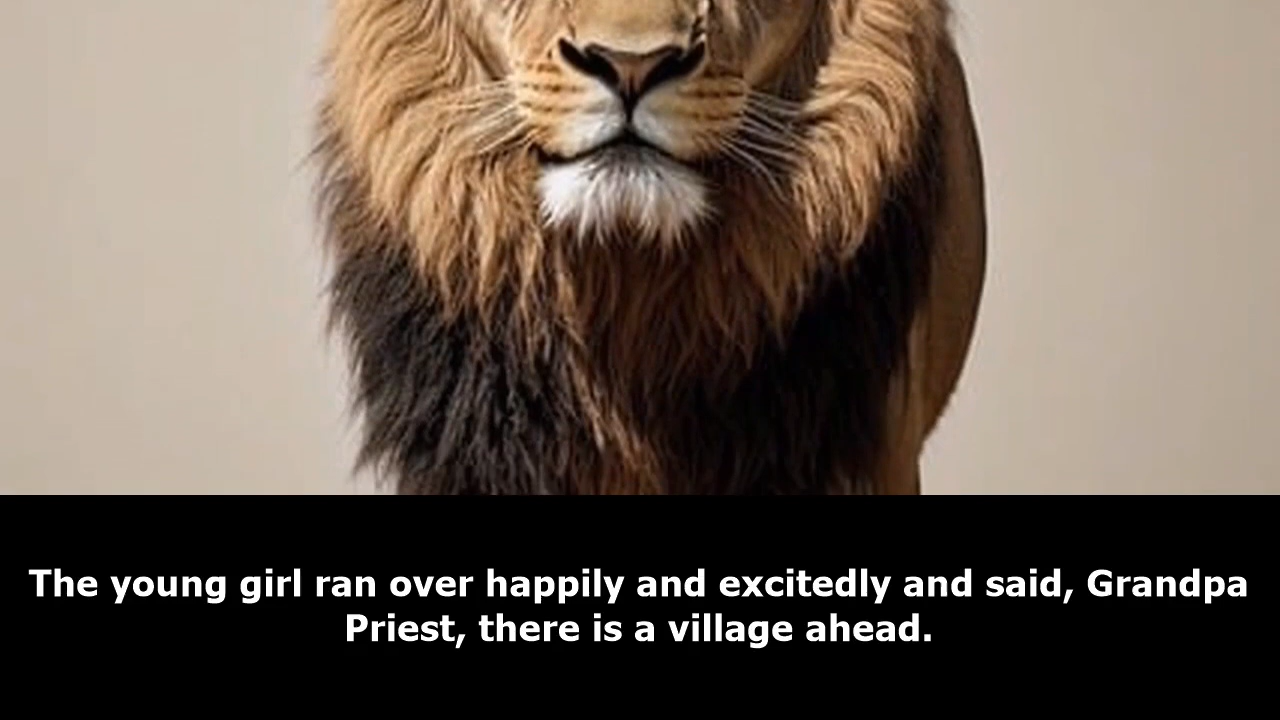 The young girl ran over happily and excitedly and said, Grandpa
Priest, there is a village ahead.